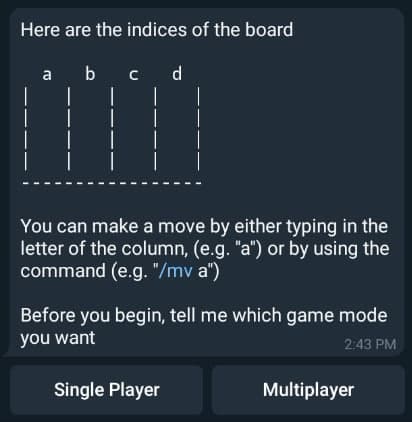 Here are the indices of the board
a b c d
| | | | |
| | | | |
| | | | |
| | | | |
-----------------
You can make a move by either typing in the
letter of the column, (e.g. "a") or by using the
command (e.g. "/mv a")
Before you begin, tell me which game mode
you want
2:43 PM
Single Player Multiplayer